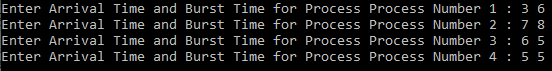 Enter Arrival Time and Burst Time for Process Process Number 1 : 3 6
Enter Arrival Time and Burst Time for Process Process Number 2 : 7 8
Enter Arrival Time and Burst Time for Process Process Number 3 : 6 5
Enter Arrival Time and Burst Time for Process Process Number 4 : 5 5